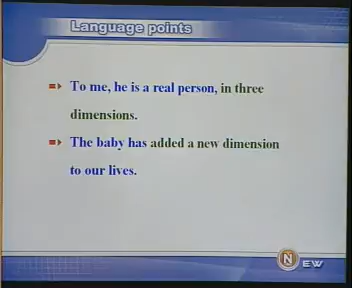 Language points
To me, he is a real person, in three
dimensions.
The baby has added a new dimension
to our lives.
NEW